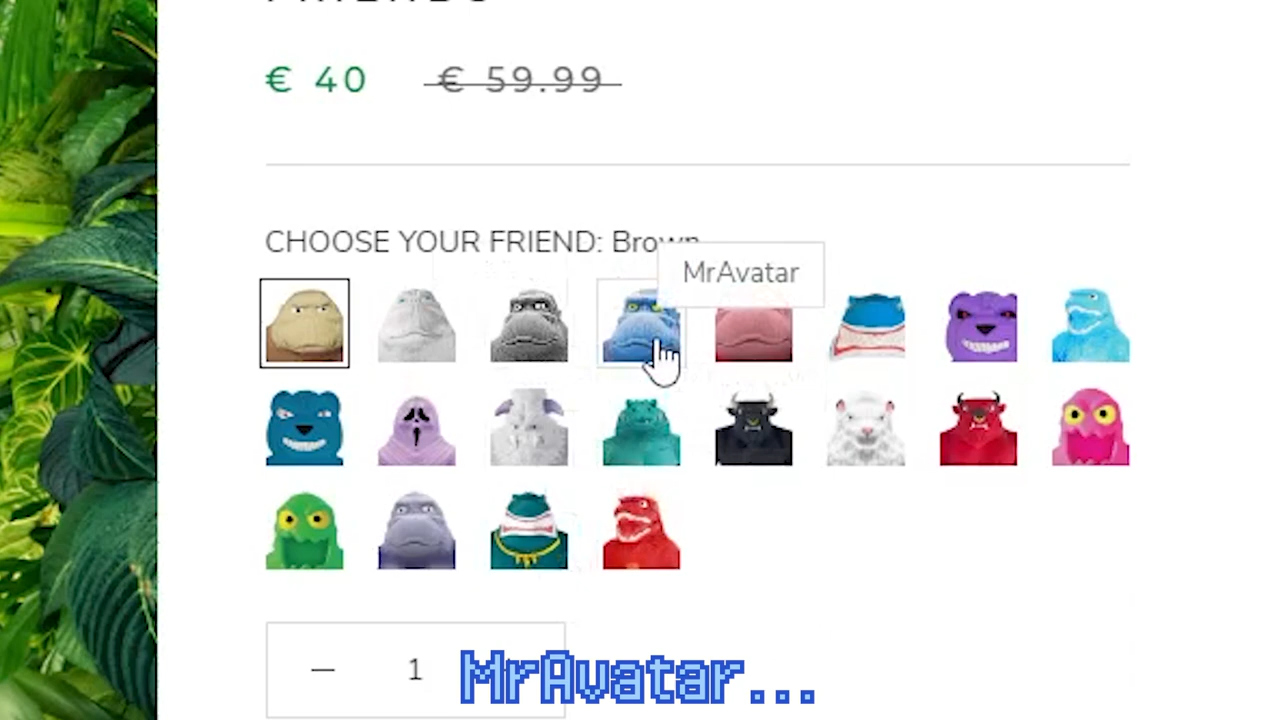 € 40 € 59.99
CHOOSE YOUR FRIEND: Brown
MrAvatar
1
MrAvatar...